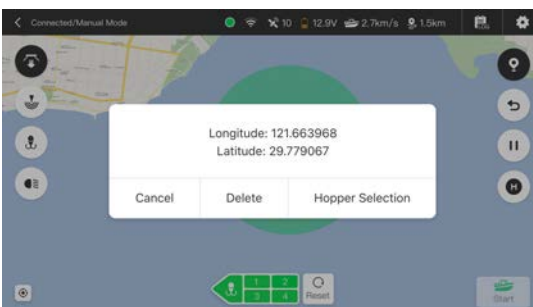 Connected/Manual Mode 10 12.9V 2.7km/s 1.5km
Longitude: 121.663968
Latitude: 29.779067
Cancel Delete Hopper Selection
H
1 2
3 4
Reset
Start